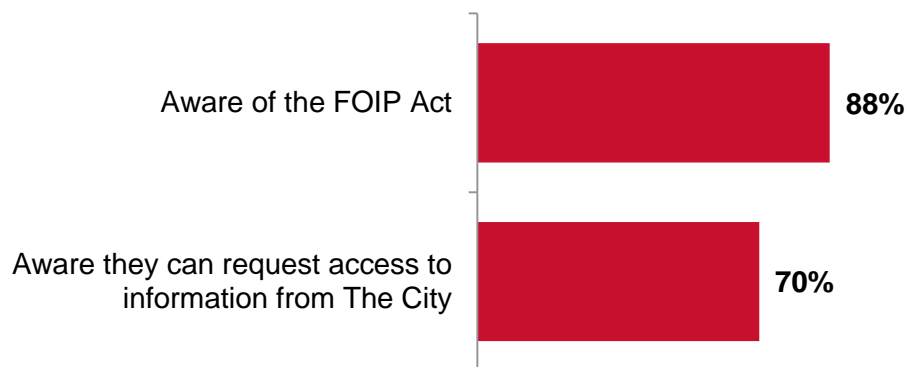 Aware of the FOIP Act
88%
Aware they can request access to
information from The City
70%